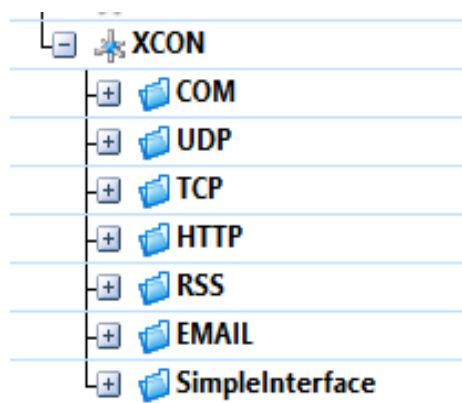 XCON
COM
UDP
TCP
HTTP
RSS
EMAIL
SimpleInterface